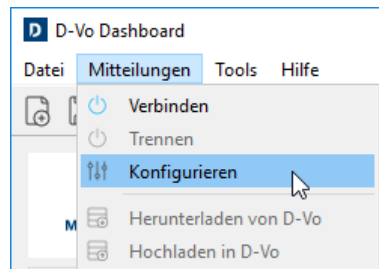 D D-Vo Dashboard
Datei Mitteilungen Tools Hilfe
Verbinden
Trennen
Konfigurieren
M
Herunterladen von D-Vo
Hochladen in D-Vo